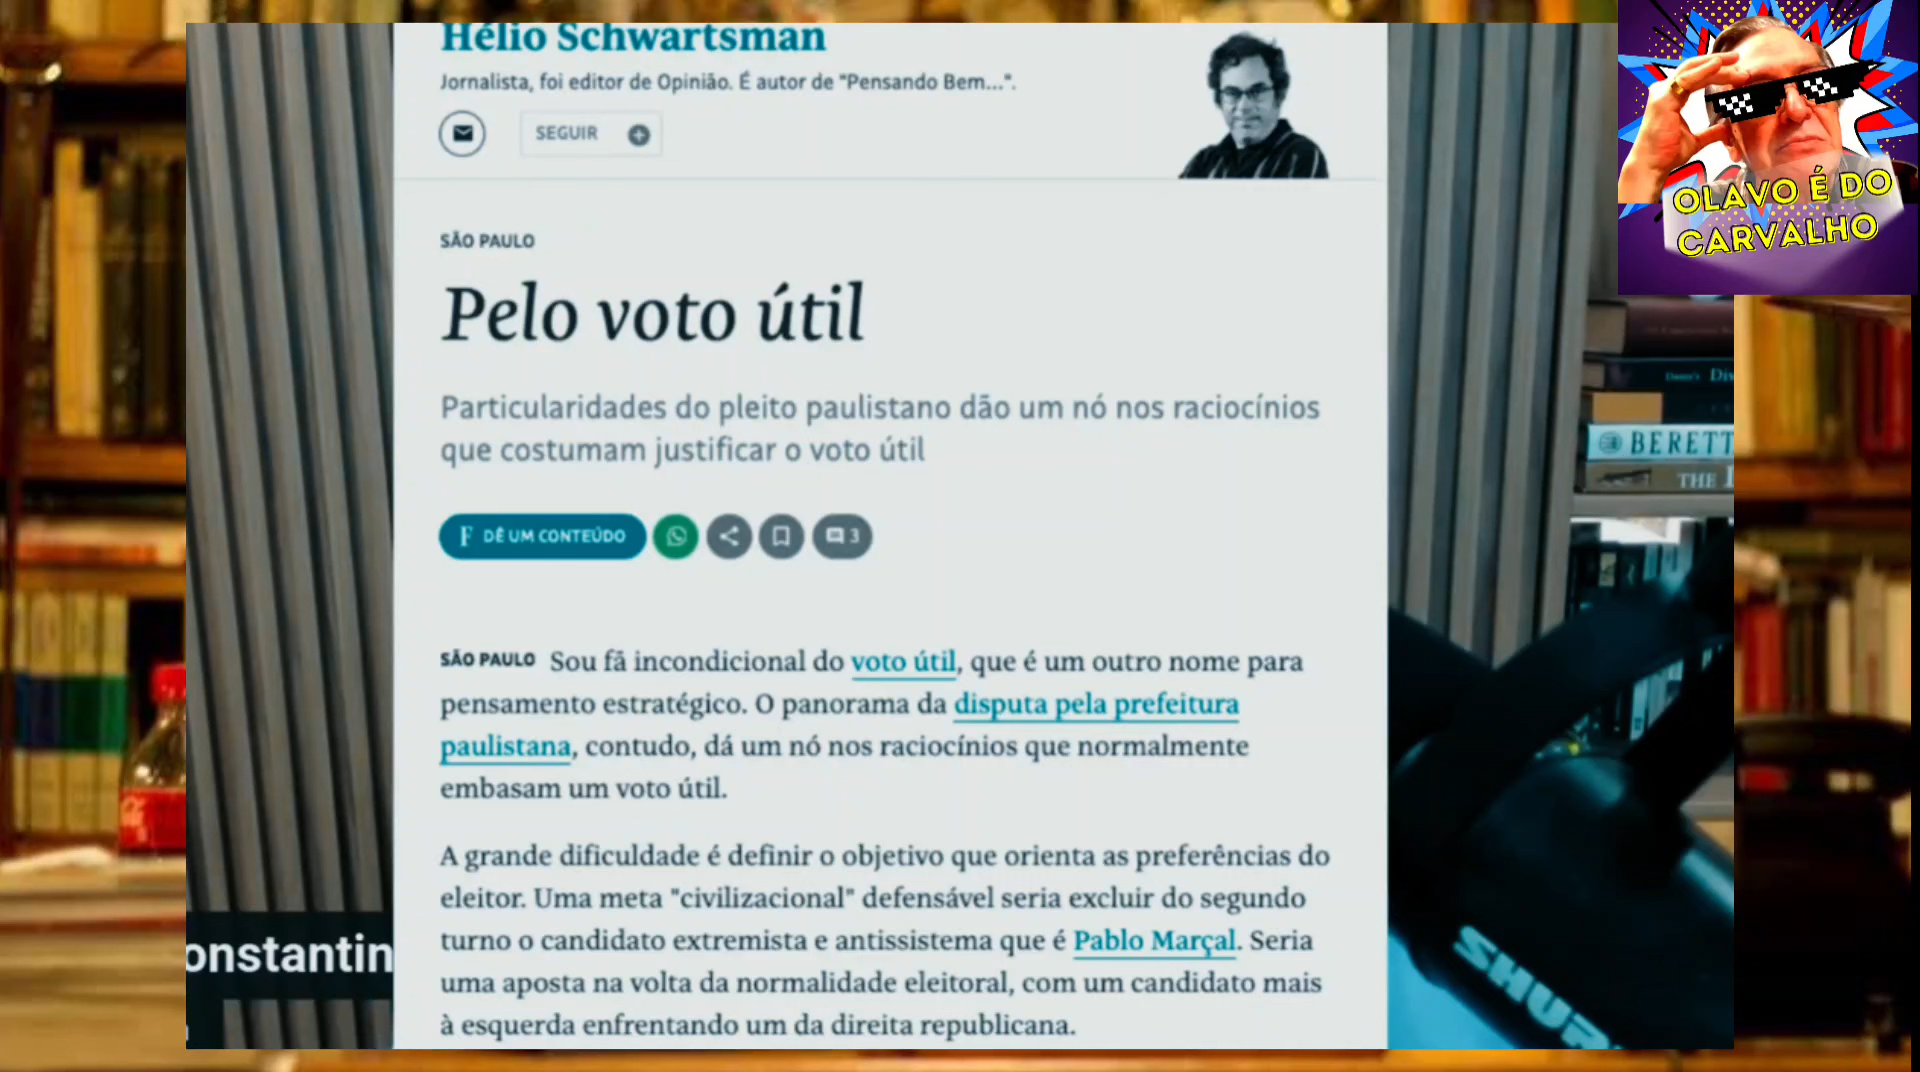 Hélio Schwartsman
Jornalista, foi editor de Opinião. É autor de "Pensando Bem...".
SEGUIR
OLAVO É DO
CARVALHO
SÃO PAULO
Pelo voto útil
Particularidades do pleito paulistano dão um nó nos raciocínios
que costumam justificar o voto útil
BERETT
THE
F DÊ UM CONTEÚDO
3
SÃO PAULO Sou fã incondicional do voto útil, que é um outro nome para
pensamento estratégico. O panorama da disputa pela prefeitura
paulistana, contudo, dá um nó nos raciocínios que normalmente
embasam um voto útil.
A grande dificuldade é definir o objetivo que orienta as preferências do
eleitor. Uma meta "civilizacional" defensável seria excluir do segundo
turno o candidato extremista e antissistema que é Pablo Marçal. Seria
uma aposta na volta da normalidade eleitoral, com um candidato mais
à esquerda enfrentando um da direita republicana.
onstantin
SHUR